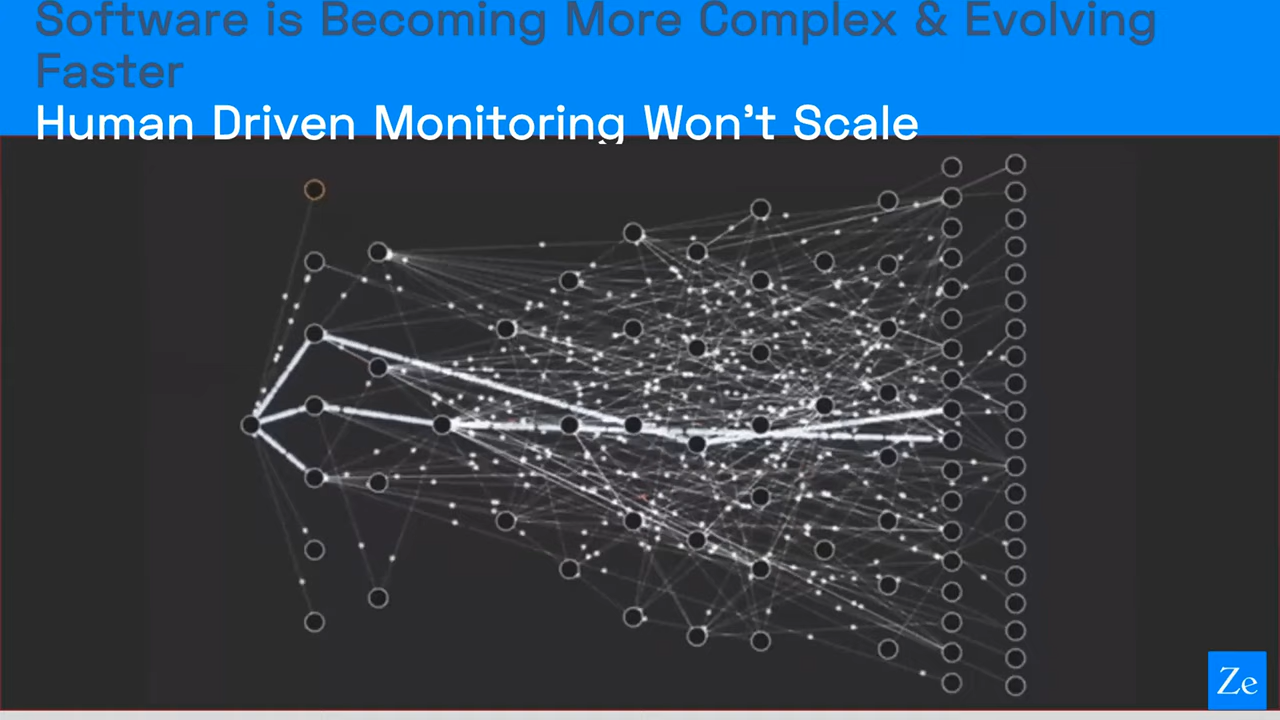 Software is Becoming More Complex & Evolving
Faster
Human Driven Monitoring Won’t Scale
Ze